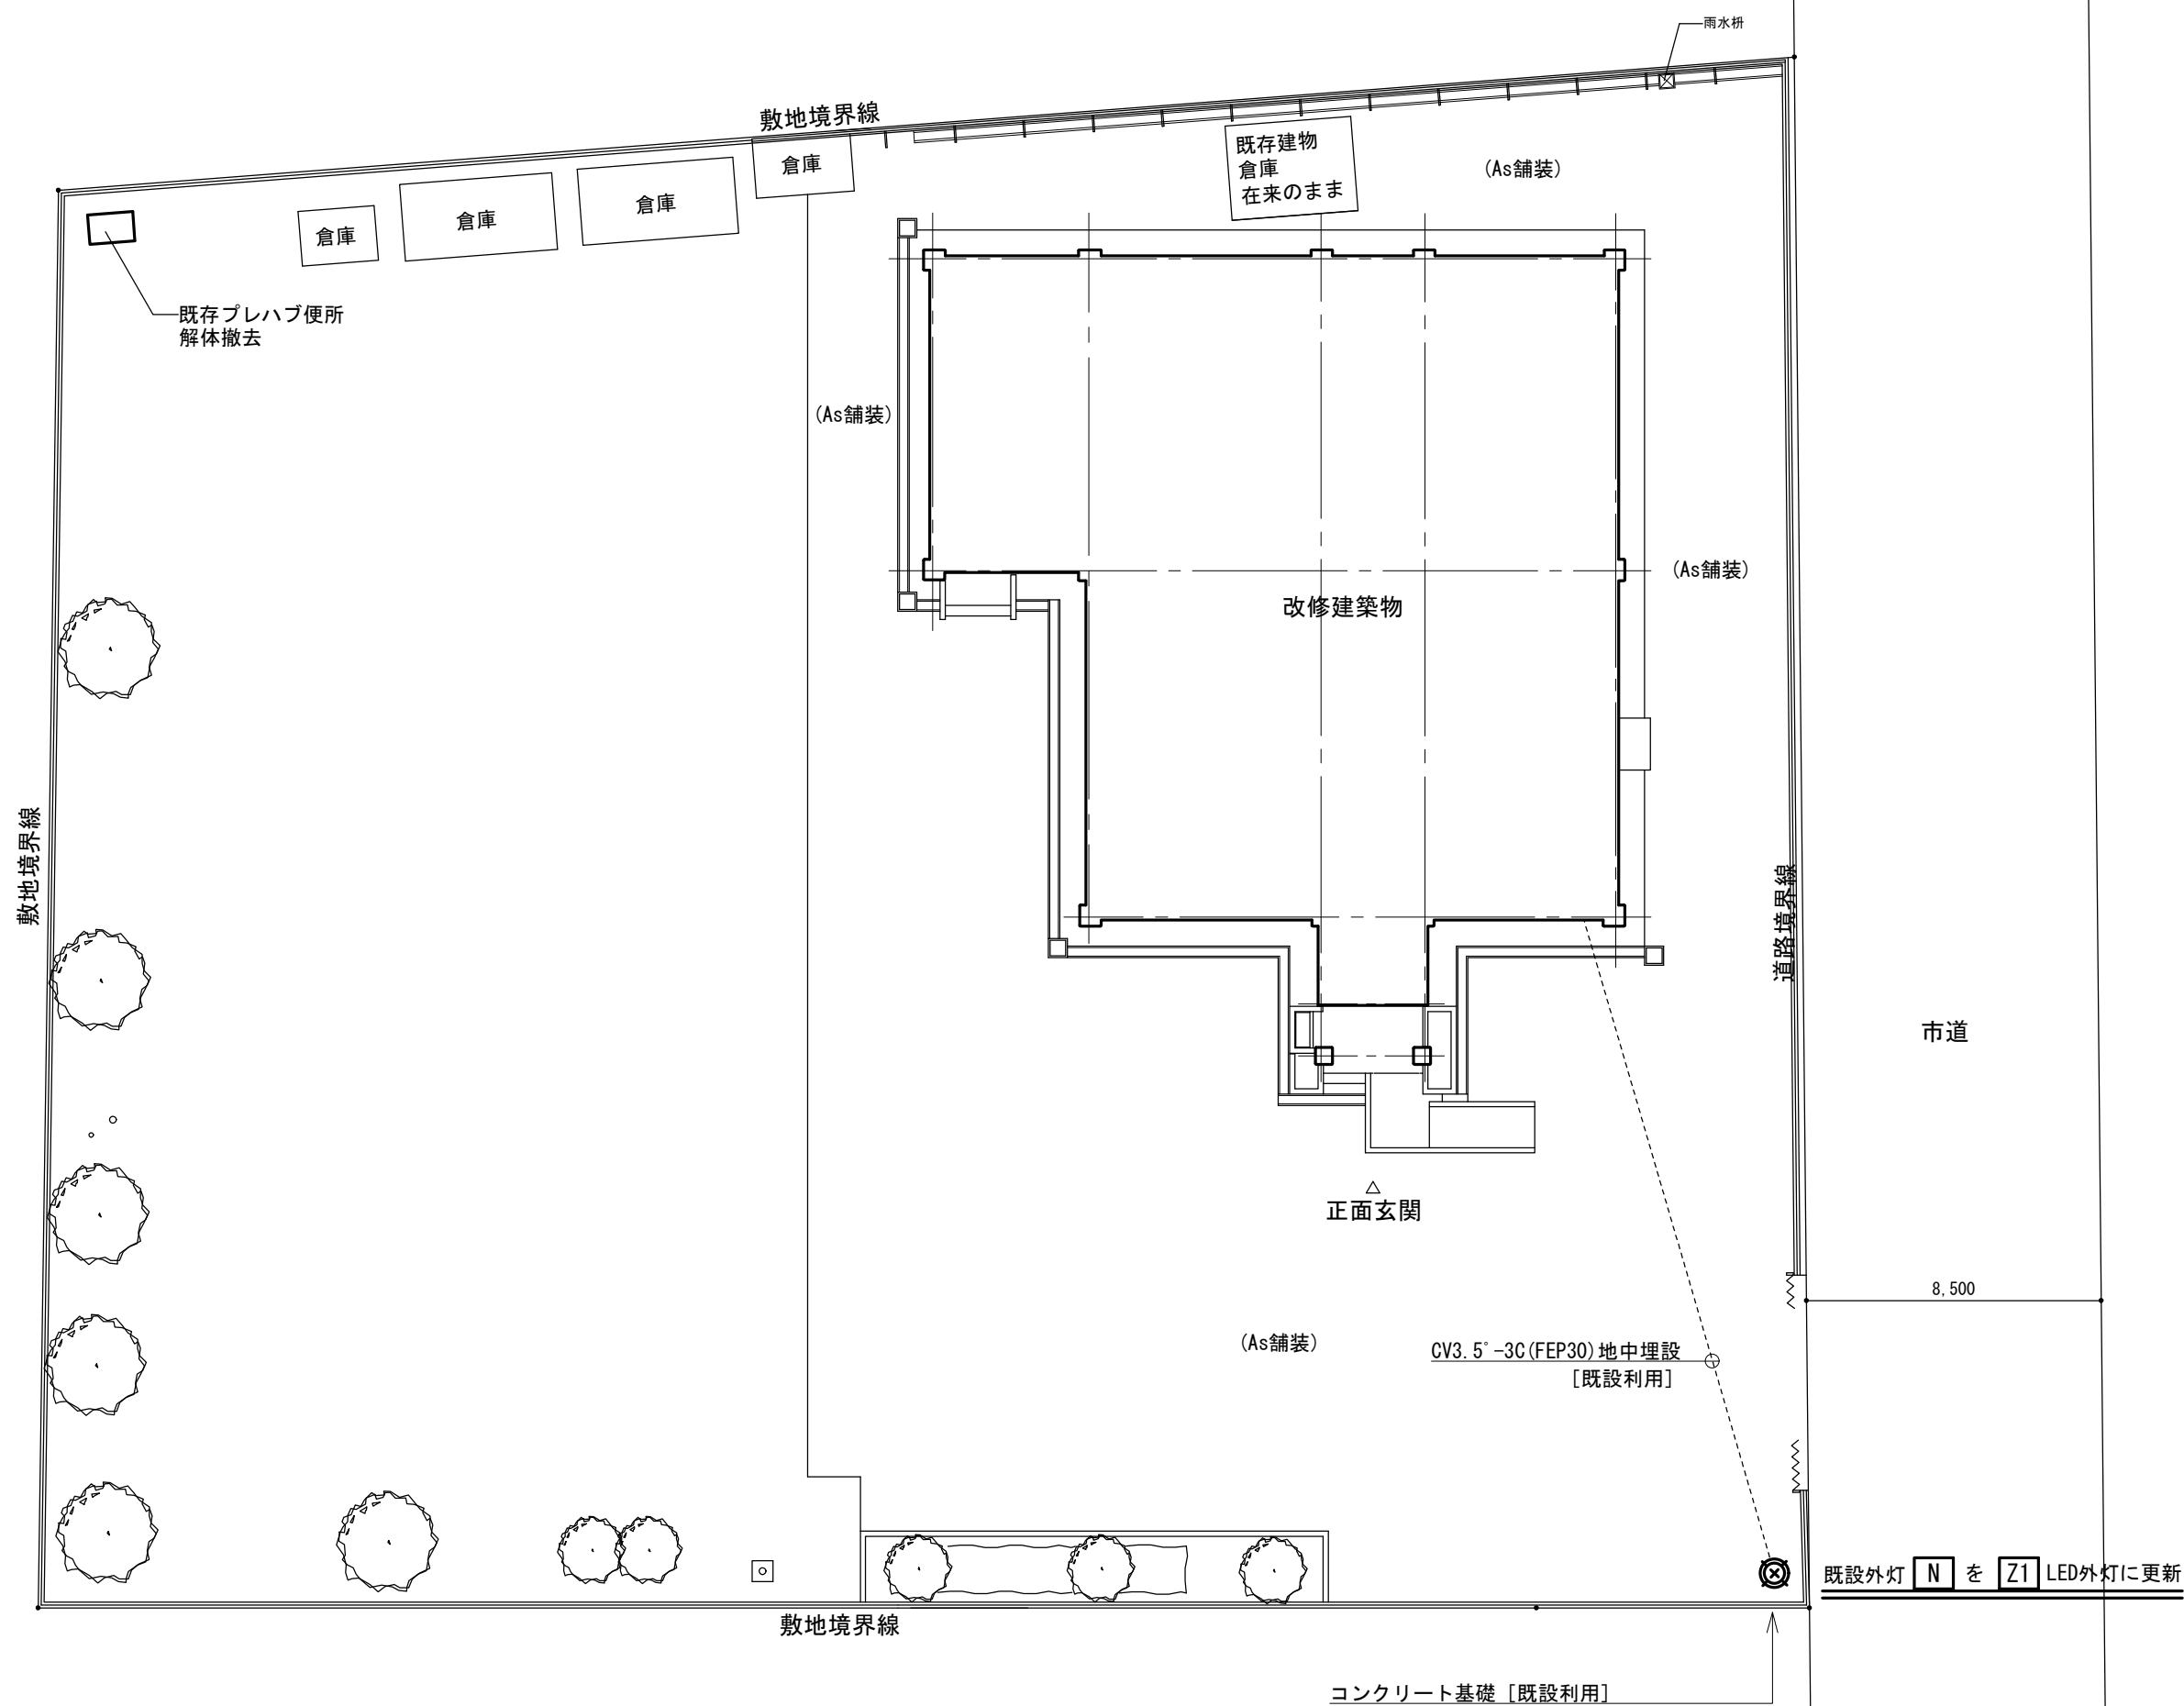 雨水枡
敷地境界線
倉庫
倉庫
倉庫
倉庫
既存建物
倉庫
在来のまま
(As舗装)
既存プレハブ便所
解体撤去
(As舗装)
(As舗装)
改修建築物
敷地境界線
道路境界線
市道
正面玄関
8,500
(As舗装)
CV3.5°-3C(FEP30)地中埋設
[既設利用]
既設外灯 N を Z1 LED外灯に更新
敷地境界線
コンクリート基礎 [既設利用]